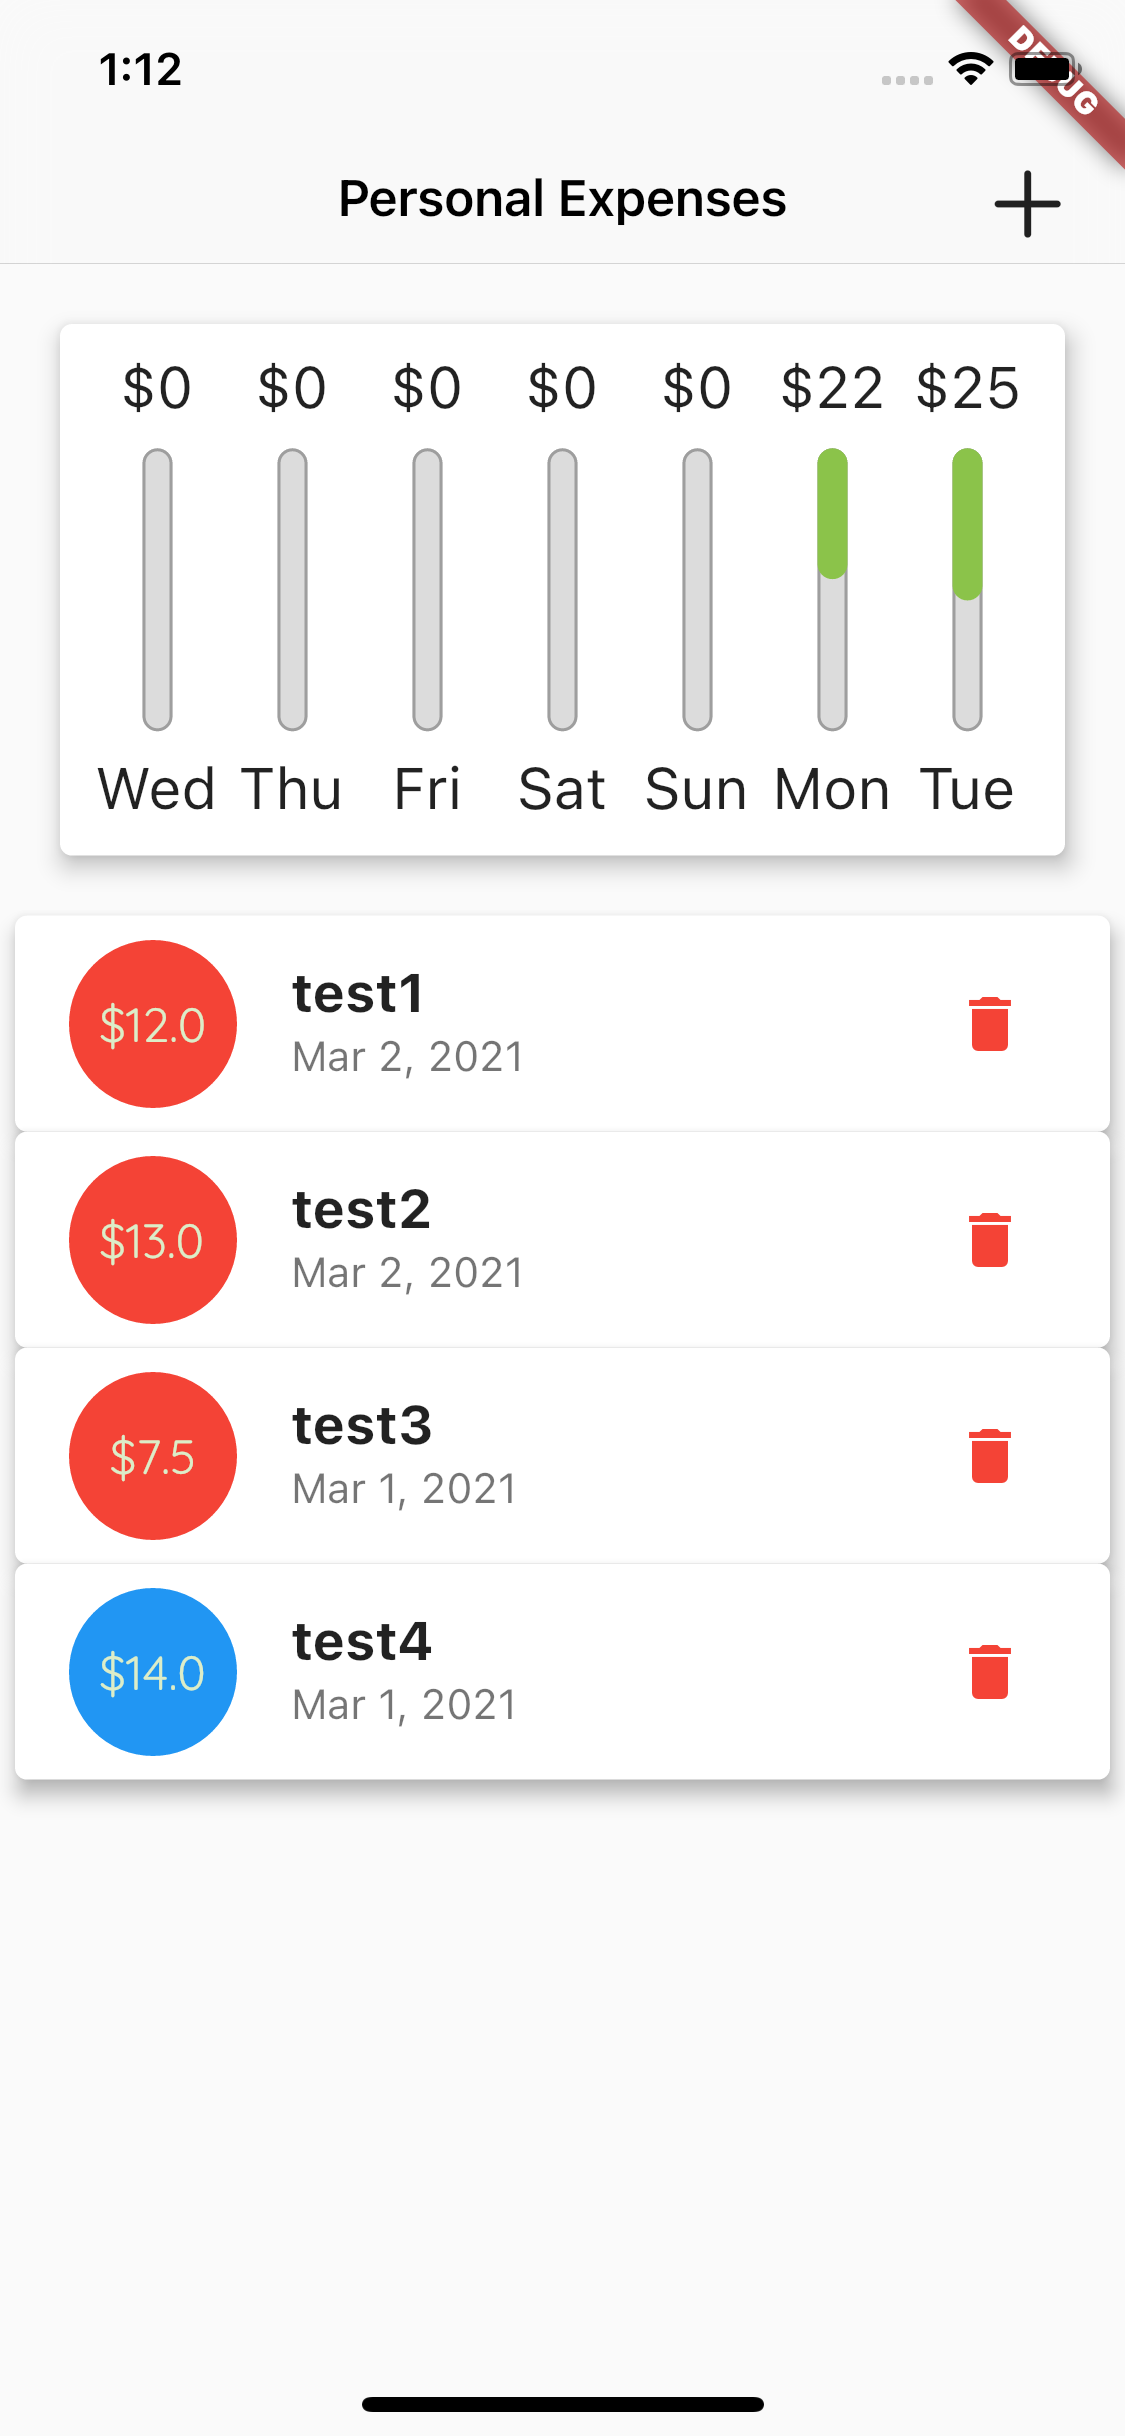 1:12
DEBUG
Personal Expenses
$0 $0 $0 $0 $0 $22 $25
Wed Thu Fri Sat Sun Mon Tue
$12.0
test1
Mar 2, 2021
$13.0
test2
Mar 2, 2021
$7.5
test3
Mar 1, 2021
$14.0
test4
Mar 1, 2021